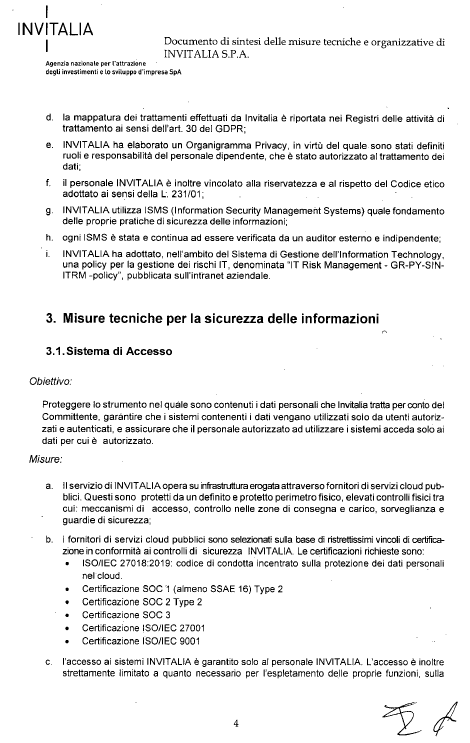 INVITALIA
Agenzia nazionale per l'attrazione
degli investimenti e lo sviluppo d'impresa SpA
Documento di sintesi delle misure tecniche e organizzative di
INVITALIA S.P.A.
d. la mappatura dei trattamenti effettuati da Invitalia è riportata nei Registri delle attività di
trattamento ai sensi dell'art. 30 del GDPR;
e. INVITALIA ha elaborato un Organigramma Privacy, in virtù del quale sono stati definiti
ruoli e responsabilità del personale dipendente, che è stato autorizzato al trattamento dei
dati;
f. il personale INVITALIA è inoltre vincolato alla riservatezza e al rispetto del Codice etico
adottato ai sensi della L. 231/01;
g. INVITALIA utilizza ISMS (Information Security Management Systems) quale fondamento
delle proprie pratiche di sicurezza delle informazioni;
h. ogni ISMS è stata e continua ad essere verificata da un auditor esterno e indipendente;
i. INVITALIA ha adottato, nell'ambito del Sistema di Gestione dell'Information Technology,
una policy per la gestione dei rischi IT, denominata "IT Risk Management - GR-PY-SIN-
ITRM -policy", pubblicata sull'intranet aziendale.
3. Misure tecniche per la sicurezza delle informazioni
3.1. Sistema di Accesso
Obiettivo:
Proteggere lo strumento nel quale sono contenuti i dati personali che Invitalia tratta per conto del
Committente, garantire che i sistemi contenenti i dati vengano utilizzati solo da utenti autoriz-
zati e autenticati, e assicurare che il personale autorizzato ad utilizzare i sistemi acceda solo ai
dati per cui è autorizzato.
Misure:
a. Il servizio di INVITALIA opera su infrastruttura erogata attraverso fornitori di servizi cloud pub-
blici. Questi sono protetti da un definito e protetto perimetro fisico, elevati controlli fisici tra
cui: meccanismi di accesso, controllo nelle zone di consegna e carico, sorveglianza e
guardie di sicurezza;
b. i fornitori di servizi cloud pubblici sono selezionati sulla base di ristrettissimi vincoli di certifica-
zione in conformità ai controlli di sicurezza INVITALIA. Le certificazioni richieste sono:
• ISO/IEC 27018:2019: codice di condotta incentrato sulla protezione dei dati personali
nel cloud.
• Certificazione SOC 1 (almeno SSAE 16) Type 2
• Certificazione SOC 2 Type 2
• Certificazione SOC 3
• Certificazione ISO/IEC 27001
• Certificazione ISO/IEC 9001
c. l'accesso ai sistemi INVITALIA è garantito solo al personale INVITALIA. L'accesso è inoltre
strettamente limitato a quanto necessario per l'espletamento delle proprie funzioni, sulla
4